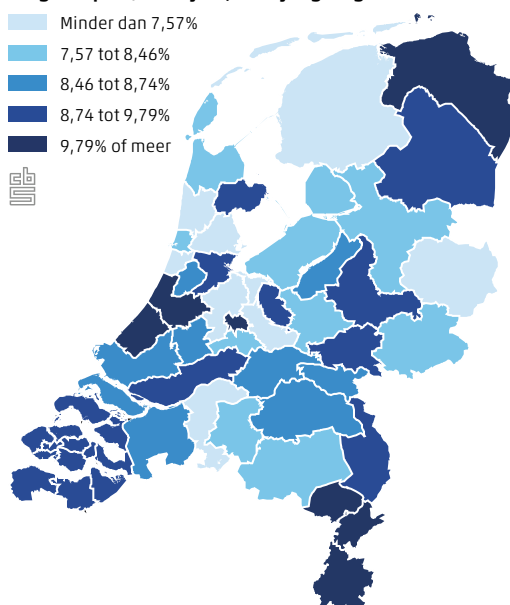 Minder dan 7,57%
7,57 tot 8,46%
8,46 tot 8,74%
8,74 tot 9,79%
9,79% of meer
cbs